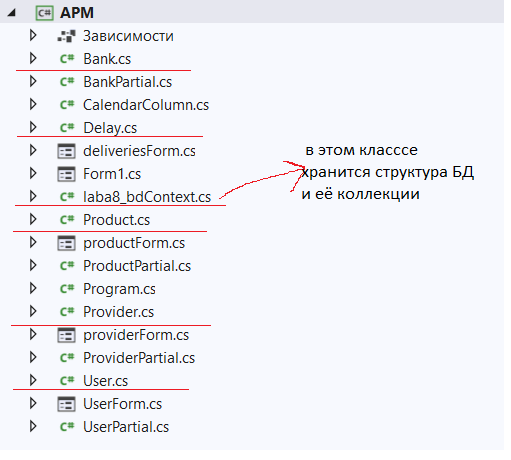 APM
Зависимости
Bank.cs
BankPartial.cs
CalendarColumn.cs
Delay.cs
deliveriesForm.cs
Form1.cs
laba8_bdContext.cs
Product.cs
productForm.cs
ProductPartial.cs
Program.cs
Provider.cs
providerForm.cs
ProviderPartial.cs
User.cs
UserForm.cs
UserPartial.cs
в этом класссе
хранится структура БД
и её коллекции